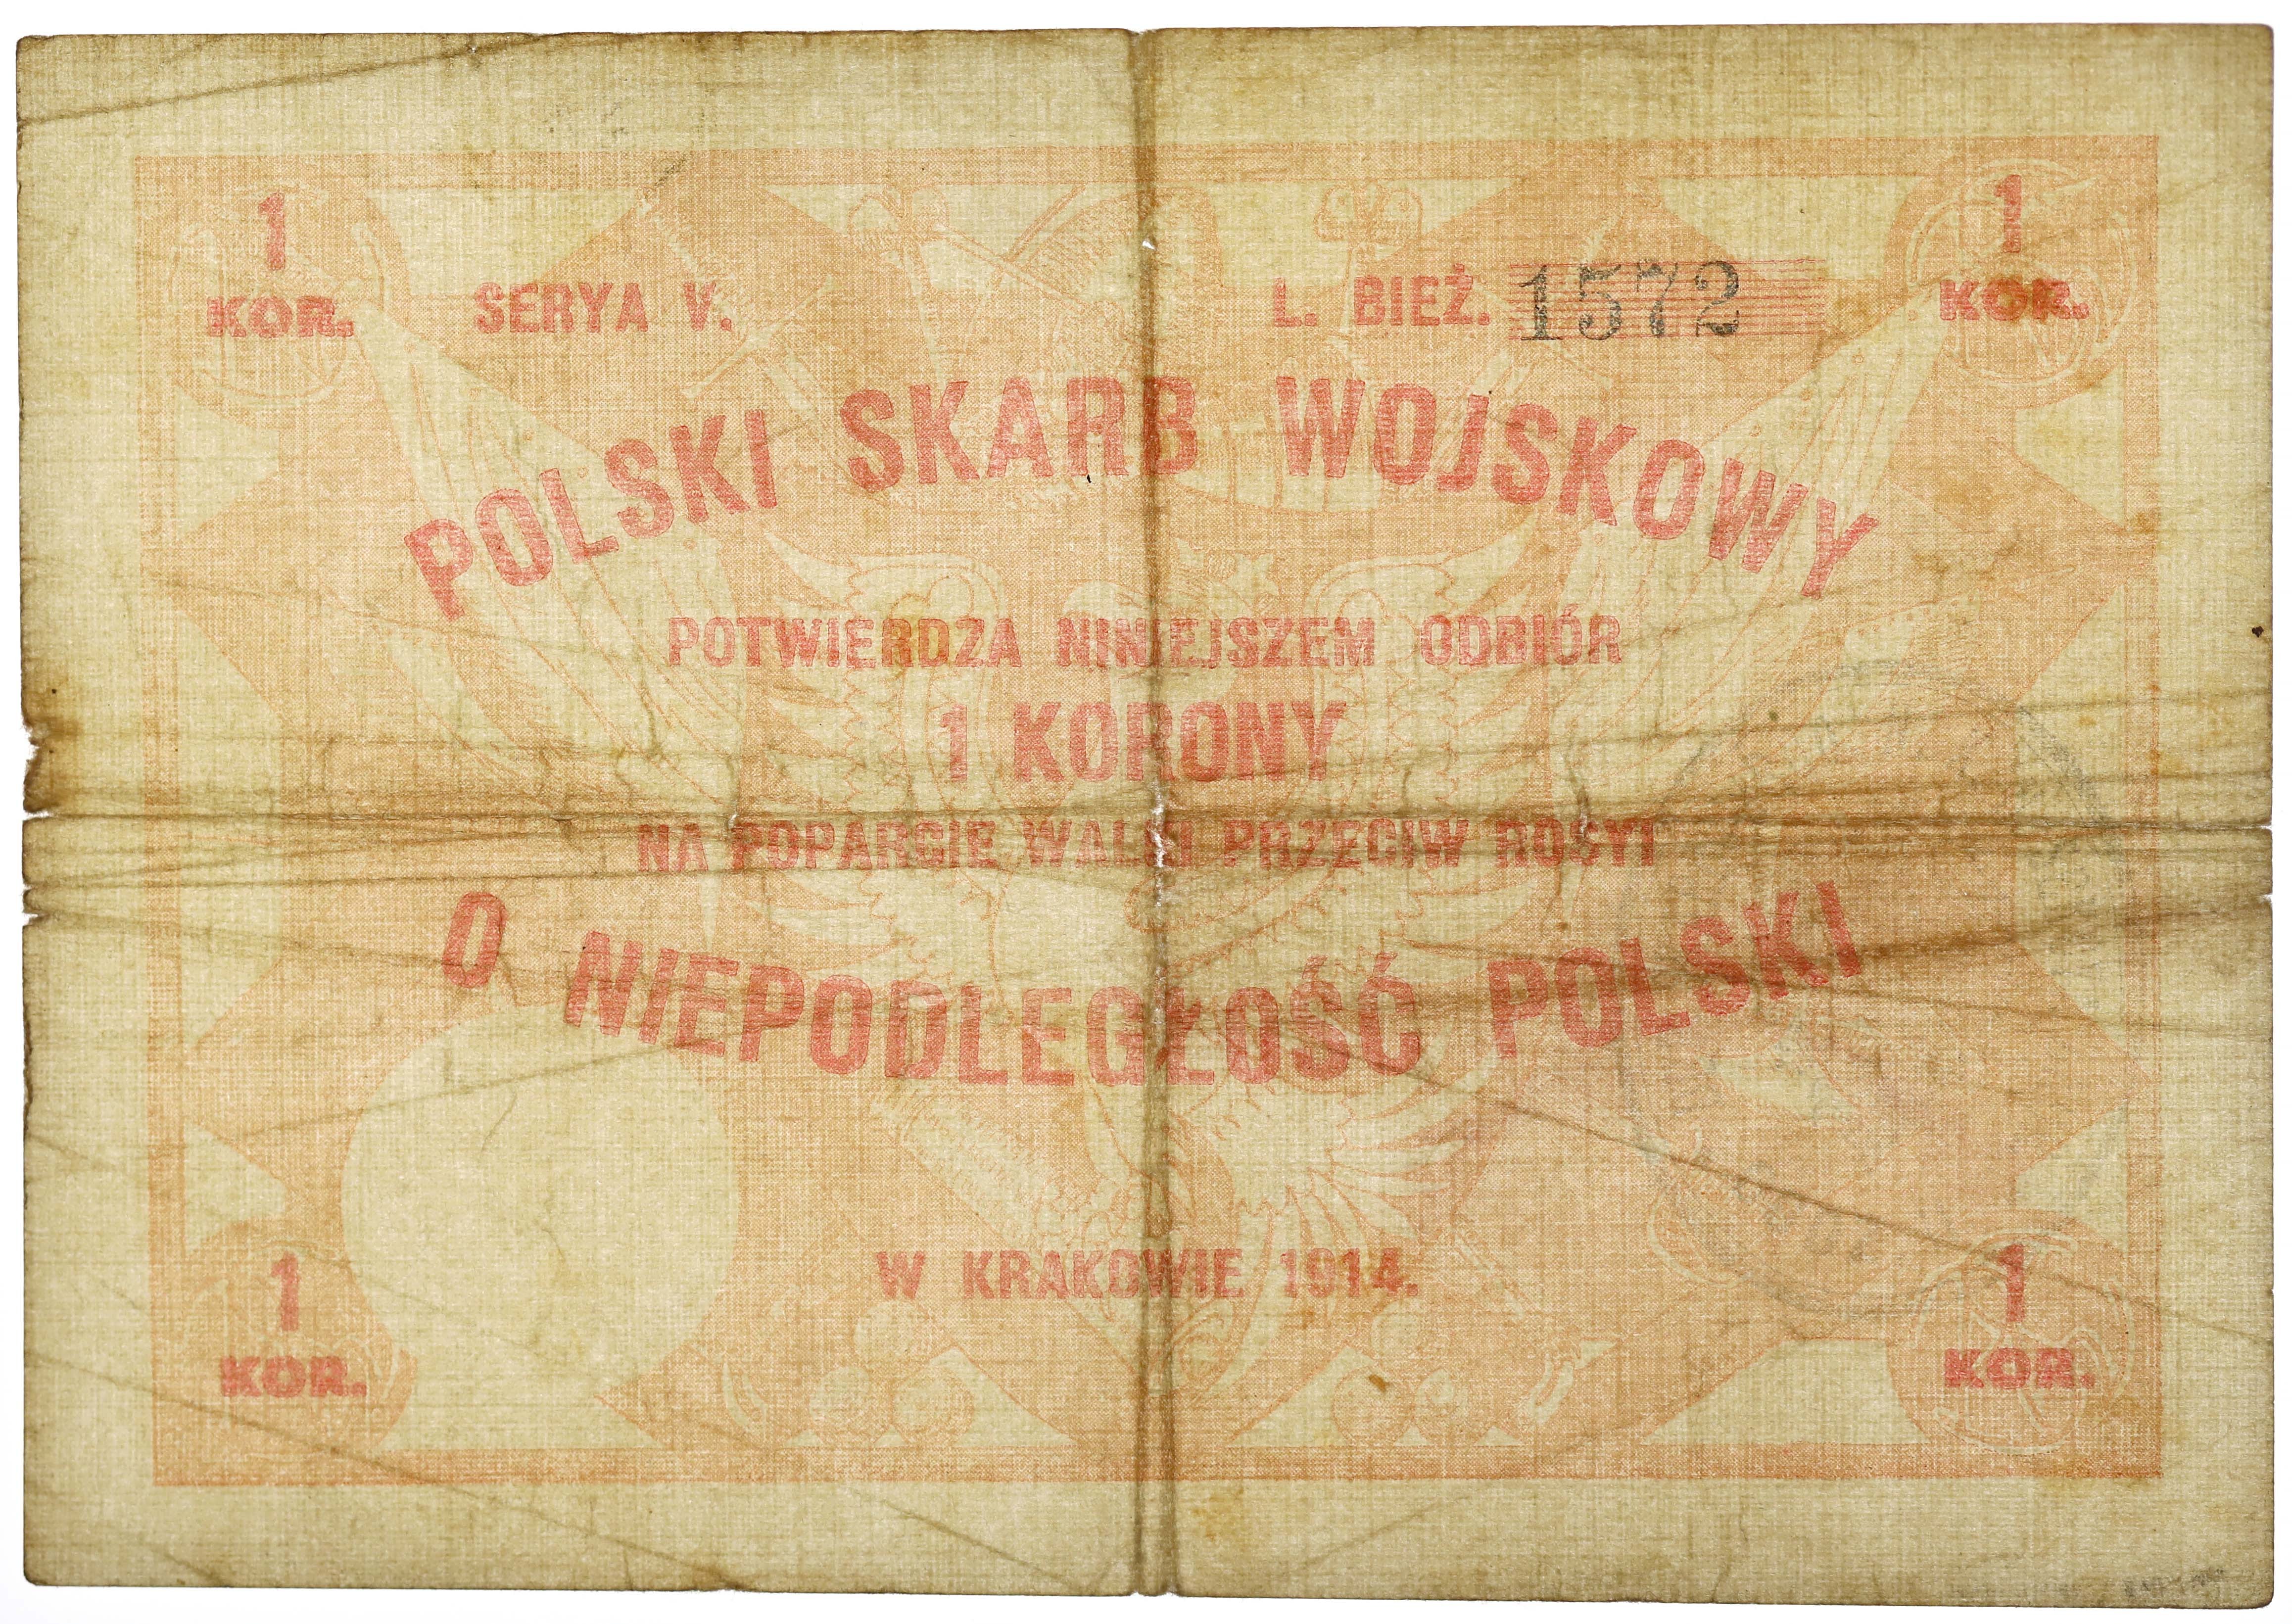 1 KOR.
1 KOR.
SERYA V.
L. BIEŻ. 1572
POLSKI SKARB WOJSKOWY
POTWIERDZA NINIEJSZEM ODBIÓR
1 KORONY
NA POPARCIE WALKI PRZECIW ROSYI
O NIEPODLEGŁOŚĆ POLSKI
W KRAKOWIE 1914.
1 KOR.
1 KOR.